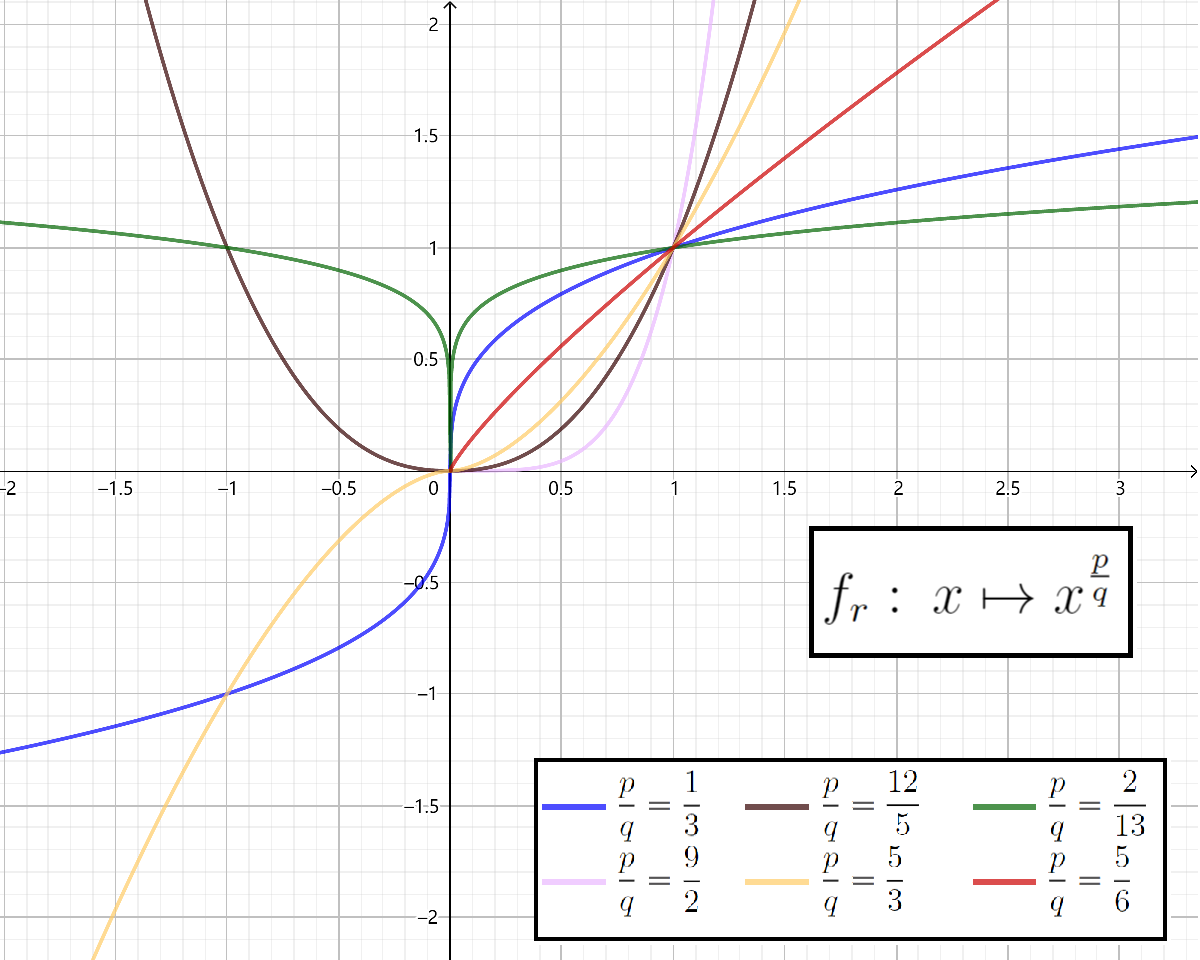 2
1.5
1
0.5
−2 −1.5 −1 −0.5 0 0.5 1 1.5 2 2.5 3
−0.5
f_r : x ↦ x^{p/q}
−1
p/q = 1/3 p/q = 12/5 p/q = 2/13
−1.5
p/q = 9/2 p/q = 5/3 p/q = 5/6
−2